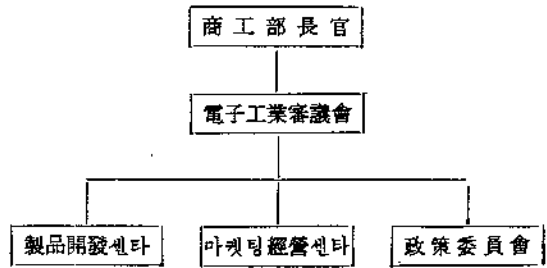 商工部長官
電子工業審議會
製品開發센타
마켓팅經營센타
政策委員會